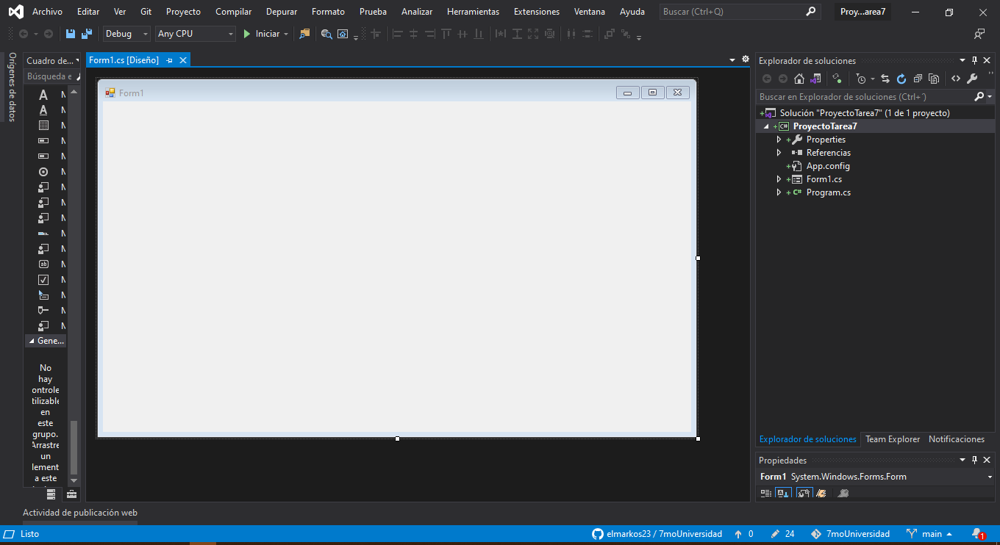 Archivo Editar Ver Git Proyecto Compilar Depurar Formato Prueba Analizar Herramientas Extensiones Ventana Ayuda Buscar (Ctrl+Q) Proy...area7
Debug Any CPU Iniciar
Orígenes de datos
Cuadro de...
Búsqueda e
Form1.cs [Diseño]
Form1
A M
A M
M
M
M
M
M
M
M
M
M
ab M
M
M
M
M
Gene...
No
hay
ontrole
tilizable
en
este
grupo.
Arrastre
un
lement
a este
Explorador de soluciones
Buscar en Explorador de soluciones (Ctrl+´)
Solución "ProyectoTarea7" (1 de 1 proyecto)
C# ProyectoTarea7
Properties
Referencias
App.config
Form1.cs
C# Program.cs
Explorador de soluciones Team Explorer Notificaciones
Propiedades
Form1 System.Windows.Forms.Form
Actividad de publicación web
Listo elmarkos23 / 7moUniversidad 0 24 7moUniversidad main 1